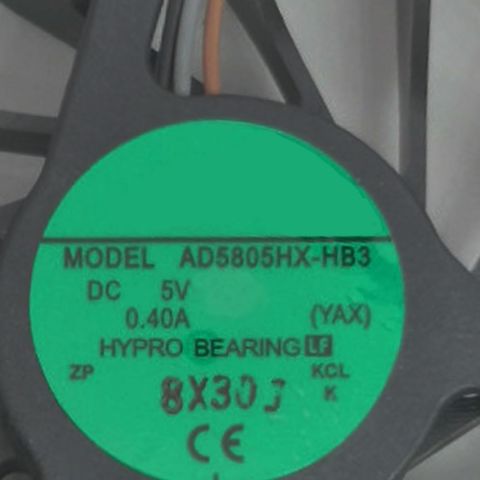 MODEL AD5805HX-HB3
DC 5V
0.40A (YAX)
HYPRO BEARING LF
ZP KCL
K
CE